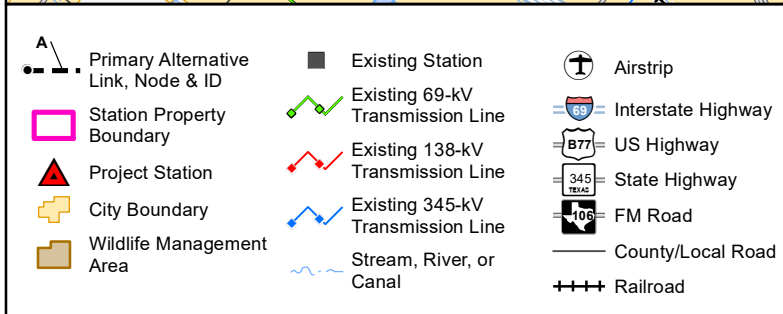 A
Primary Alternative
Link, Node & ID
Station Property
Boundary
Project Station
City Boundary
Wildlife Management
Area
Existing Station
Existing 69-kV
Transmission Line
Existing 138-kV
Transmission Line
Existing 345-kV
Transmission Line
Stream, River, or
Canal
Airstrip
69
Interstate Highway
B77
US Highway
345
TEXAS
State Highway
106
FM Road
County/Local Road
Railroad